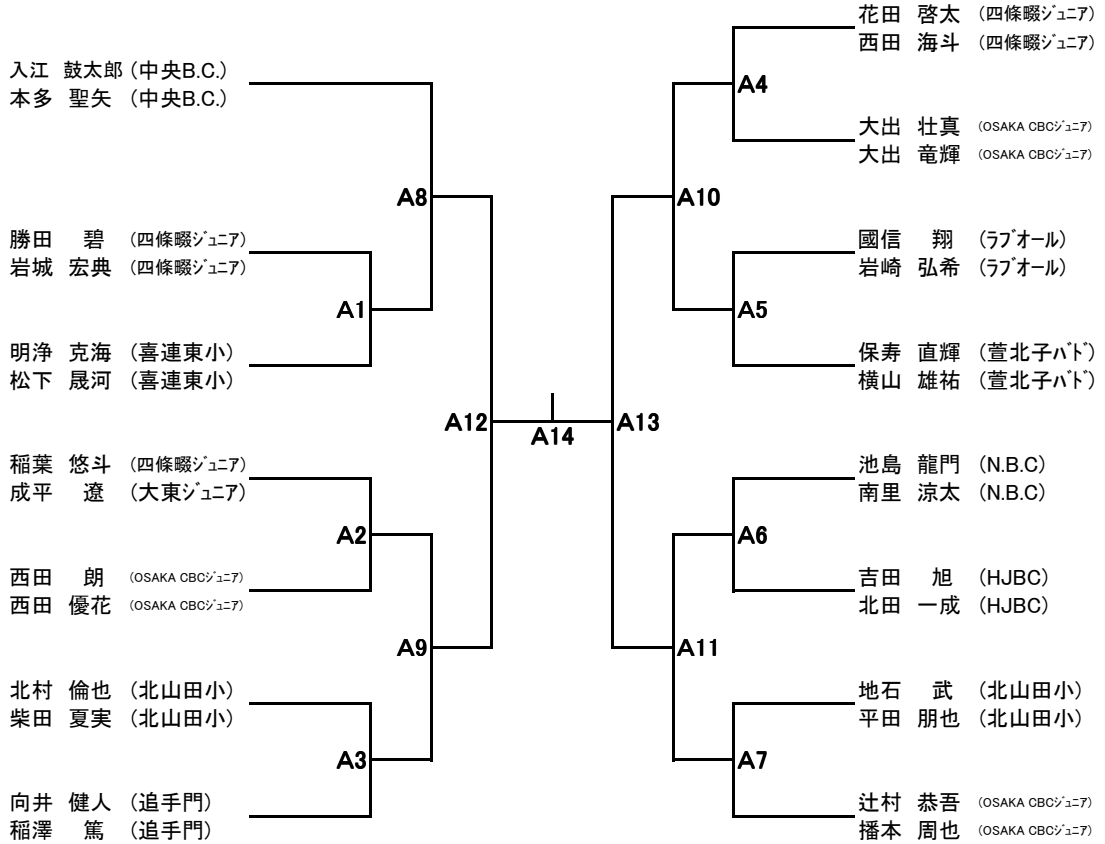 入江 鼓太郎 (中央B.C.)
本多 聖矢 (中央B.C.)
A8
勝田 碧 (四條畷ジュニア)
岩城 宏典 (四條畷ジュニア)
A1
明浄 克海 (喜連東小)
松下 晟河 (喜連東小)
A12
稲葉 悠斗 (四條畷ジュニア)
成平 遼 (大東ジュニア)
A2
西田 朗 (OSAKA CBCジュニア)
西田 優花 (OSAKA CBCジュニア)
A9
北村 倫也 (北山田小)
柴田 夏実 (北山田小)
A3
向井 健人 (追手門)
稲澤 篤 (追手門)
A14
花田 啓太 (四條畷ジュニア)
西田 海斗 (四條畷ジュニア)
A4
大出 壮真 (OSAKA CBCジュニア)
大出 竜輝 (OSAKA CBCジュニア)
A10
國信 翔 (ラブオール)
岩崎 弘希 (ラブオール)
A5
保寿 直輝 (萱北子バド)
横山 雄祐 (萱北子バド)
A13
池島 龍門 (N.B.C)
南里 涼太 (N.B.C)
A6
吉田 旭 (HJBC)
北田 一成 (HJBC)
A11
地石 武 (北山田小)
平田 朋也 (北山田小)
A7
辻村 恭吾 (OSAKA CBCジュニア)
播本 周也 (OSAKA CBCジュニア)